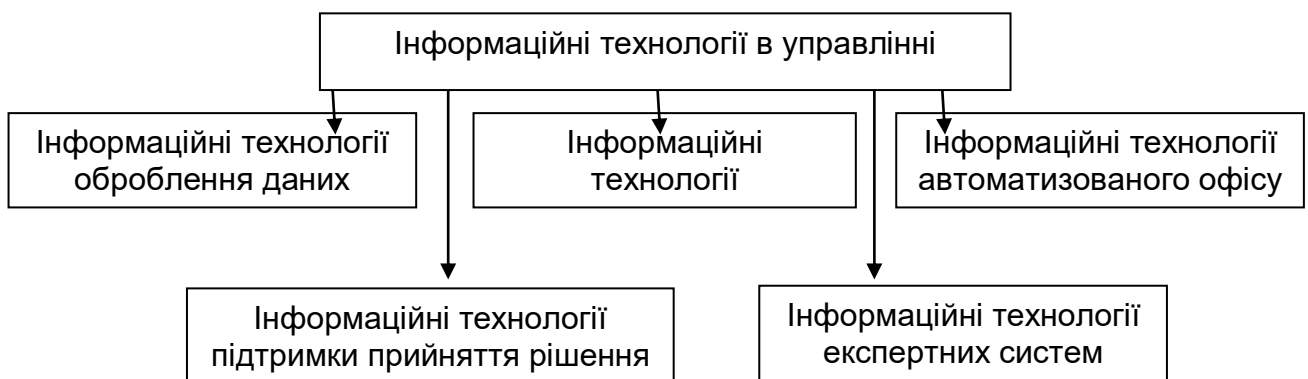 Інформаційні технології в управлінні
Інформаційні технології
оброблення даних
Інформаційні
технології
Інформаційні технології
автоматизованого офісу
Інформаційні технології
підтримки прийняття рішення
Інформаційні технології
експертних систем